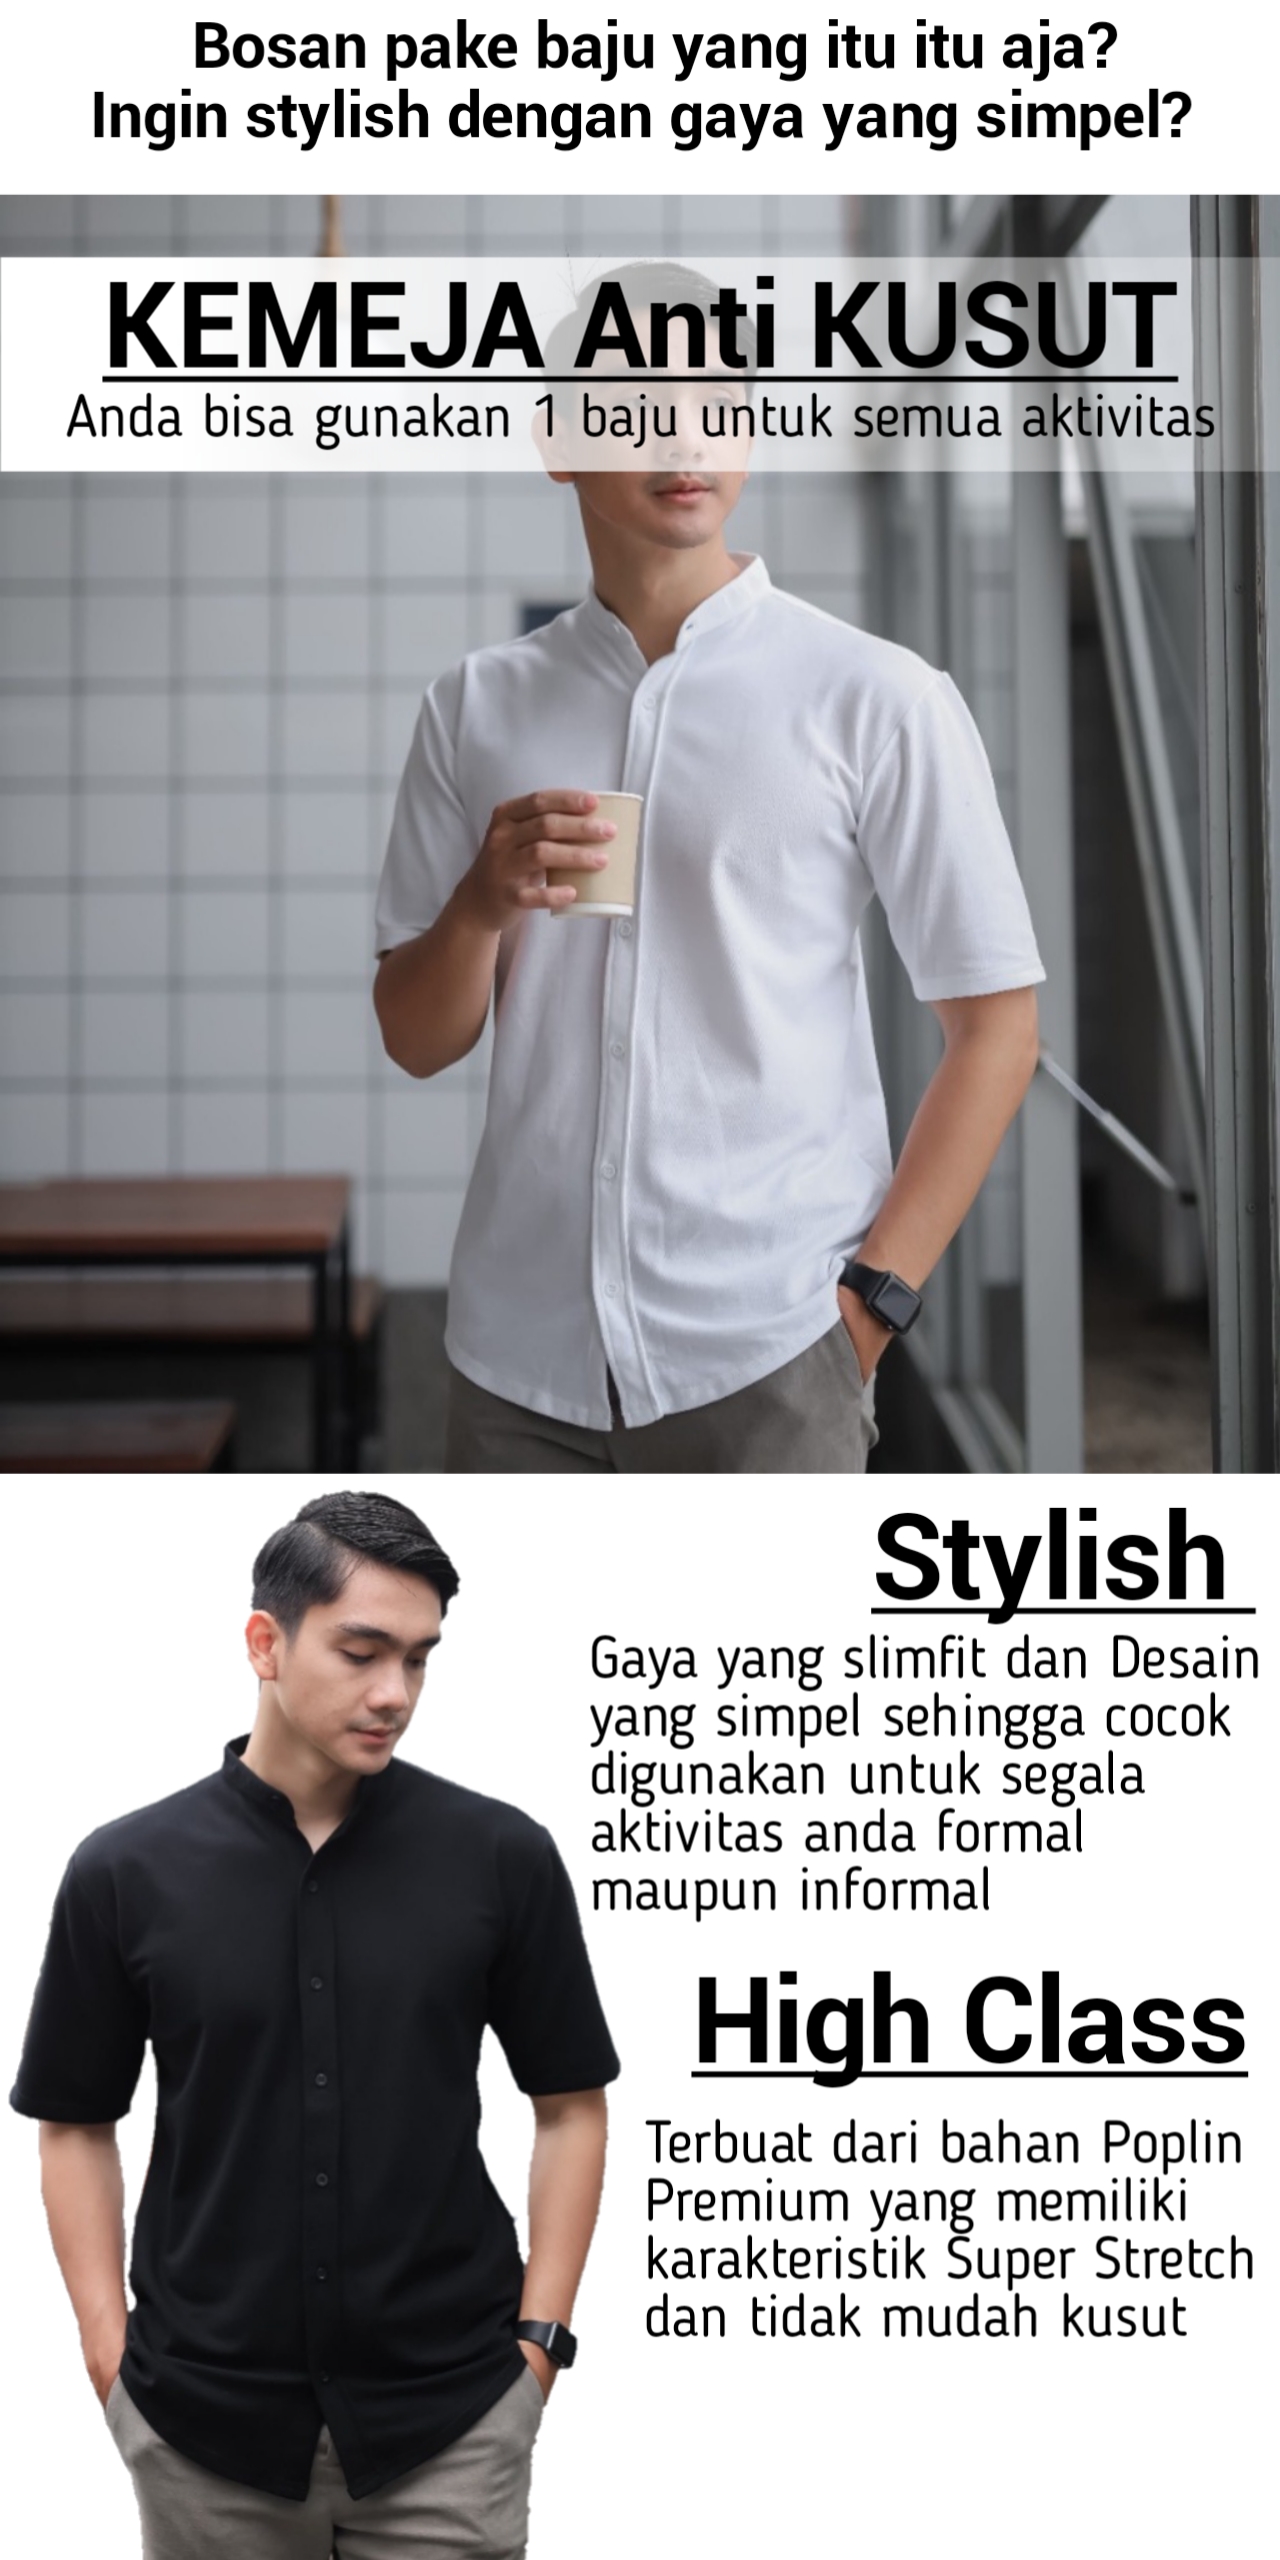 Bosan pake baju yang itu itu aja?
Ingin stylish dengan gaya yang simpel?
KEMEJA Anti KUSUT
Anda bisa gunakan 1 baju untuk semua aktivitas
Stylish
Gaya yang slimfit dan Desain
yang simpel sehingga cocok
digunakan untuk segala
aktivitas anda formal
maupun informal
High Class
Terbuat dari bahan Poplin
Premium yang memiliki
karakteristik Super Stretch
dan tidak mudah kusut